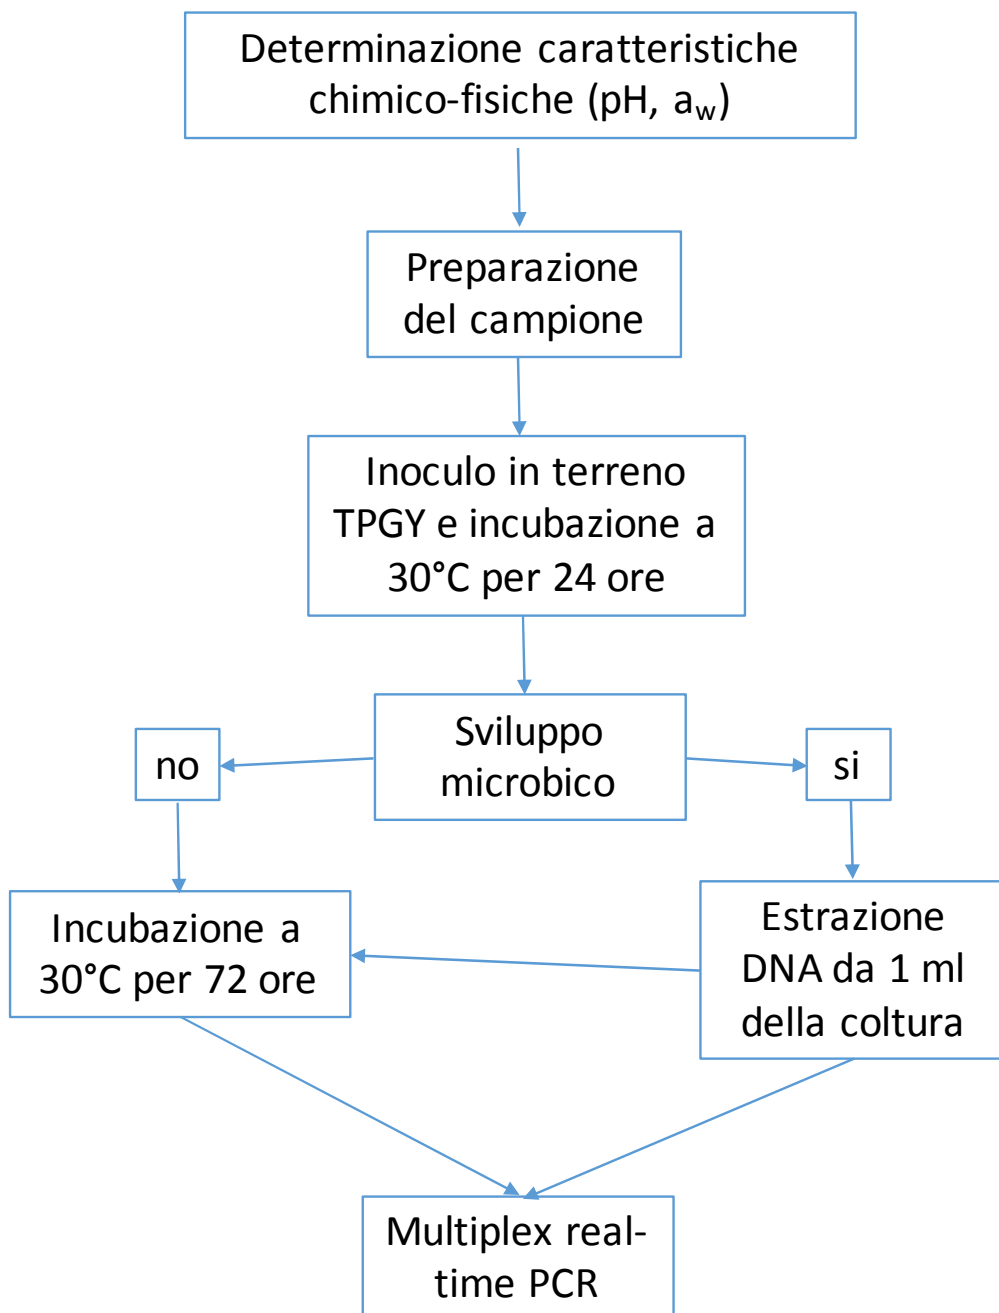 Determinazione caratteristiche
chimico-fisiche (pH, aw)
Preparazione
del campione
Inoculo in terreno
TPGY e incubazione a
30°C per 24 ore
Sviluppo
microbico
no
si
Incubazione a
30°C per 72 ore
Estrazione
DNA da 1 ml
della coltura
Multiplex real-
time PCR